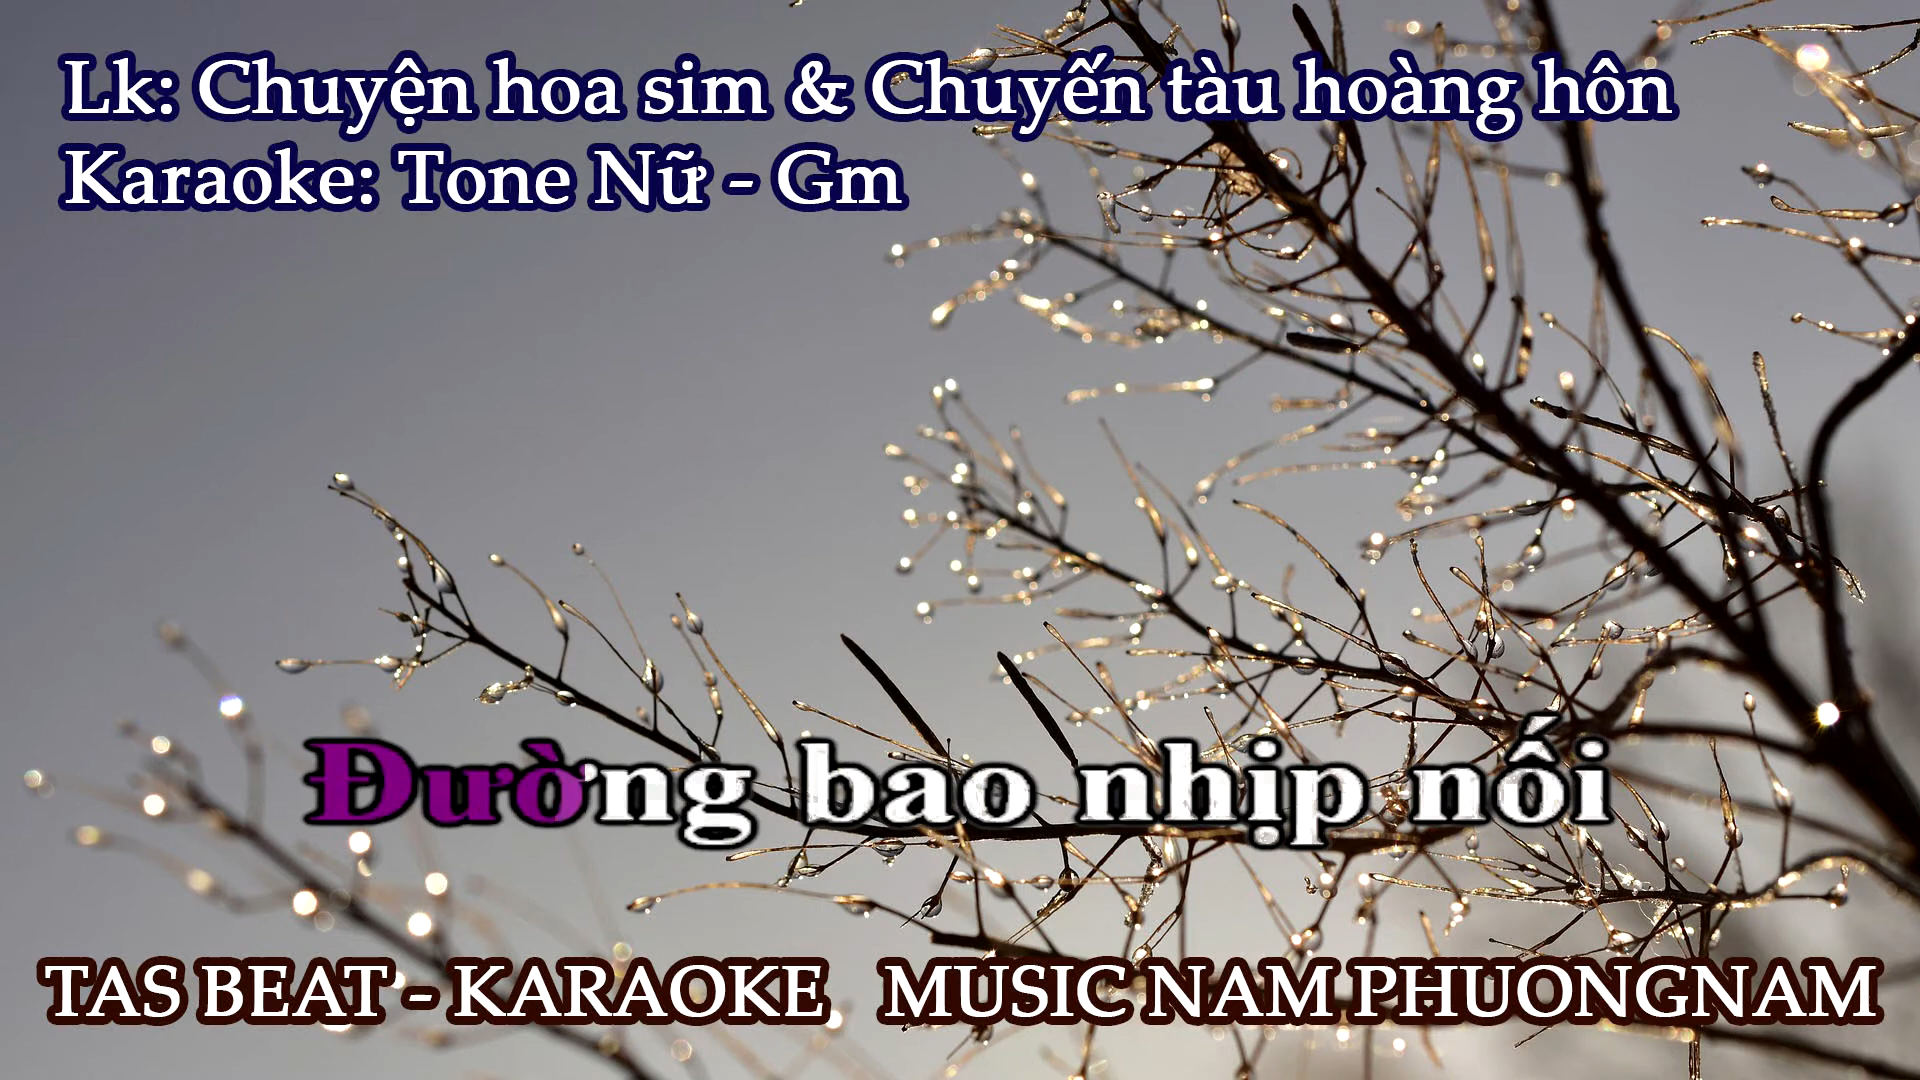 Lk: Chuyện hoa sim & Chuyến tàu hoàng hôn
Karaoke: Tone Nữ - Gm
Đường bao nhịp nối
TAS BEAT - KARAOKE MUSIC NAM PHUONGNAM